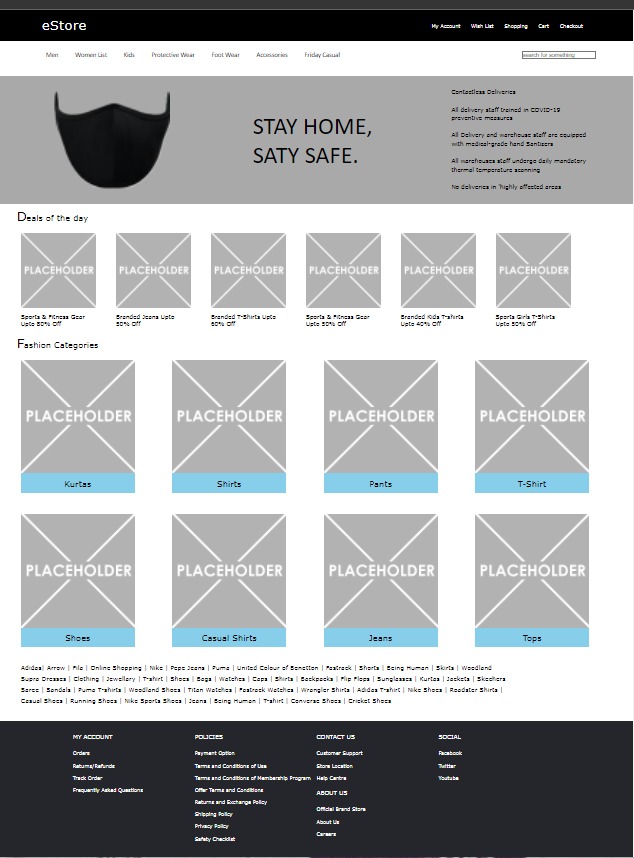 eStore
My Account Wish List Shopping Cart Checkout
Men Women List Kids Protective Wear Foot Wear Accessories Friday Casual
search for something
STAY HOME,
SATY SAFE.
Contactless Deliveries
All delivery staff trained in COVID-19
preventive measures
All Delivery and warehouse staff are equipped
with medical-grade hand Sanitisers
All warehouses staff undergo daily mandatory
thermal temperature scanning
No deliveries in 'highly affected areas
Deals of the day
PLACEHOLDER PLACEHOLDER PLACEHOLDER PLACEHOLDER PLACEHOLDER PLACEHOLDER
Sports & Fitness Gear
Upto 80% Off
Branded Jeans Upto
50% Off
Branded T-Shirts Upto
60% Off
Sports & Fitness Gear
Upto 50% Off
Branded Kids T-shirts
Upto 40% Off
Sports Girls T-Shirts
Upto 50% Off
Fashion Categories
PLACEHOLDER PLACEHOLDER PLACEHOLDER PLACEHOLDER
Kurtas Shirts Pants T-Shirt
PLACEHOLDER PLACEHOLDER PLACEHOLDER PLACEHOLDER
Shoes Casual Shirts Jeans Tops
Adidas| Arrow | Fila | Online Shopping | Nike | Pepe Jeans | Puma | United Colour of Benetton | Fastrack | Shorts | Being Human | Skirts | Woodland
Supra Dresses | Clothing | Jewellary | T-shirt | Shoes | Bags | Watches | Caps | Shirts | Backpacks | Flip Flops | Sunglasses | Kurtas | Jackets | Skechers
Saree | Sandals | Puma T-shirts | Woodland Shoes | Titan Watches | Fastrack Watches | Wrangler Shirts | Adidas T-shirt | Nike Shoes | Roadster Shirts |
Casual Shoes | Running Shoes | Nike Sports Shoes | Jeans | Being Human | T-shirt | Converse Shoes | Cricket Shoes
MY ACCOUNT
Orders
Returns/Refunds
Track Order
Frequently Asked Questions
POLICIES
Payment Option
Terms and Conditions of Use
Terms and Conditions of Membership Program
Offer Terms and Conditions
Returns and Exchange Policy
Shipping Policy
Privacy Policy
Safety Checklist
CONTACT US
Customer Support
Store Location
Help Centre
ABOUT US
Official Brand Store
About Us
Careers
SOCIAL
Facebook
Twitter
Youtube